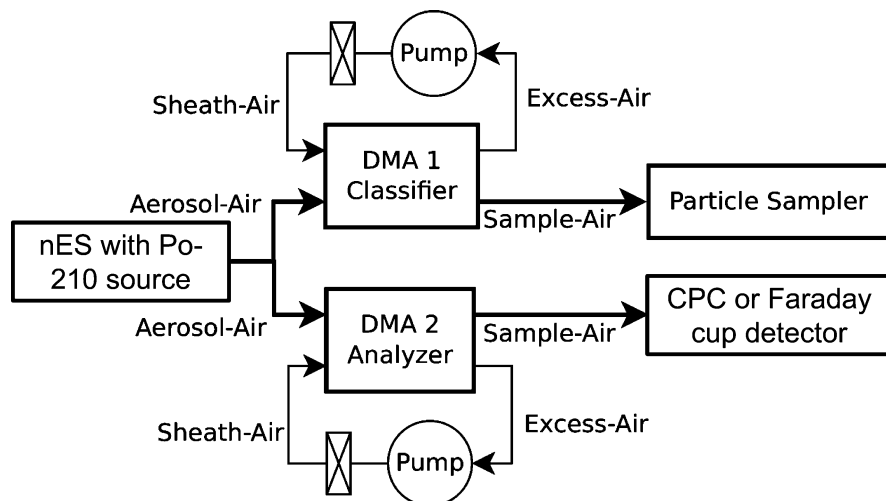 Pump
Sheath-Air
Excess-Air
DMA 1
Classifier
Aerosol-Air
Sample-Air
Particle Sampler
nES with Po-
210 source
Aerosol-Air
DMA 2
Analyzer
Sample-Air
CPC or Faraday
cup detector
Sheath-Air
Excess-Air
Pump